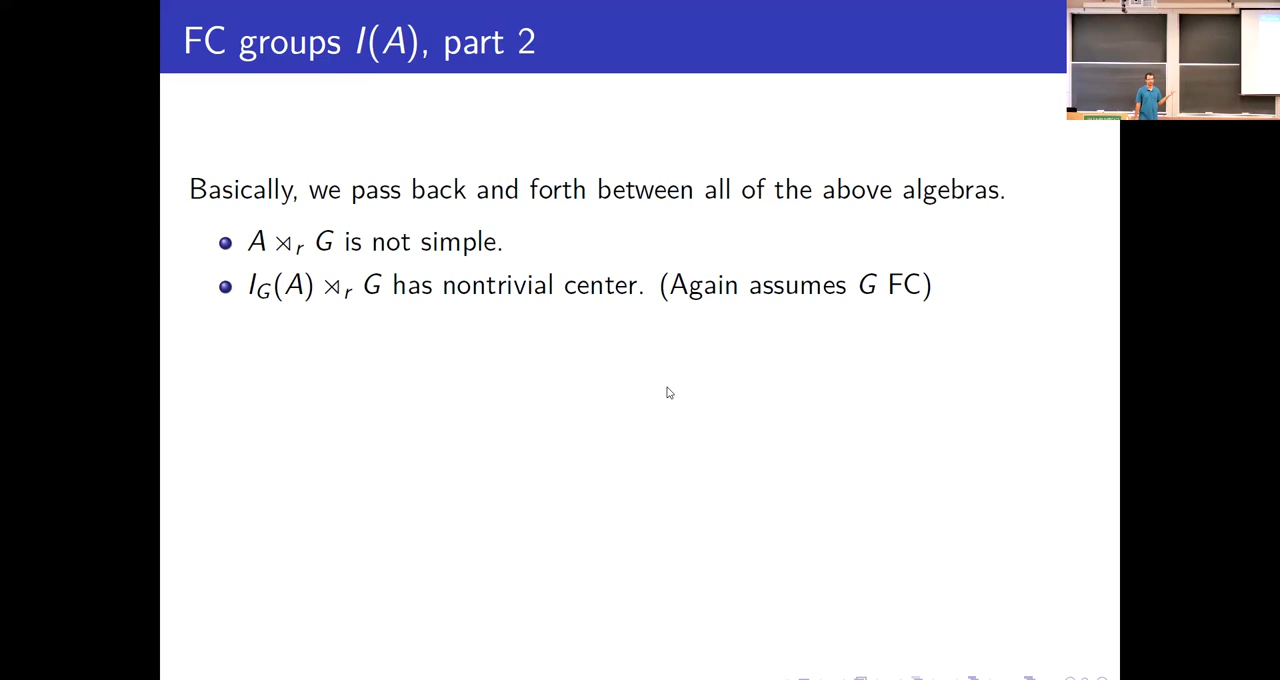 FC groups I(A), part 2
Basically, we pass back and forth between all of the above algebras.
A ⋊ᵣ G is not simple.
I_G(A) ⋊ᵣ G has nontrivial center. (Again assumes G FC)